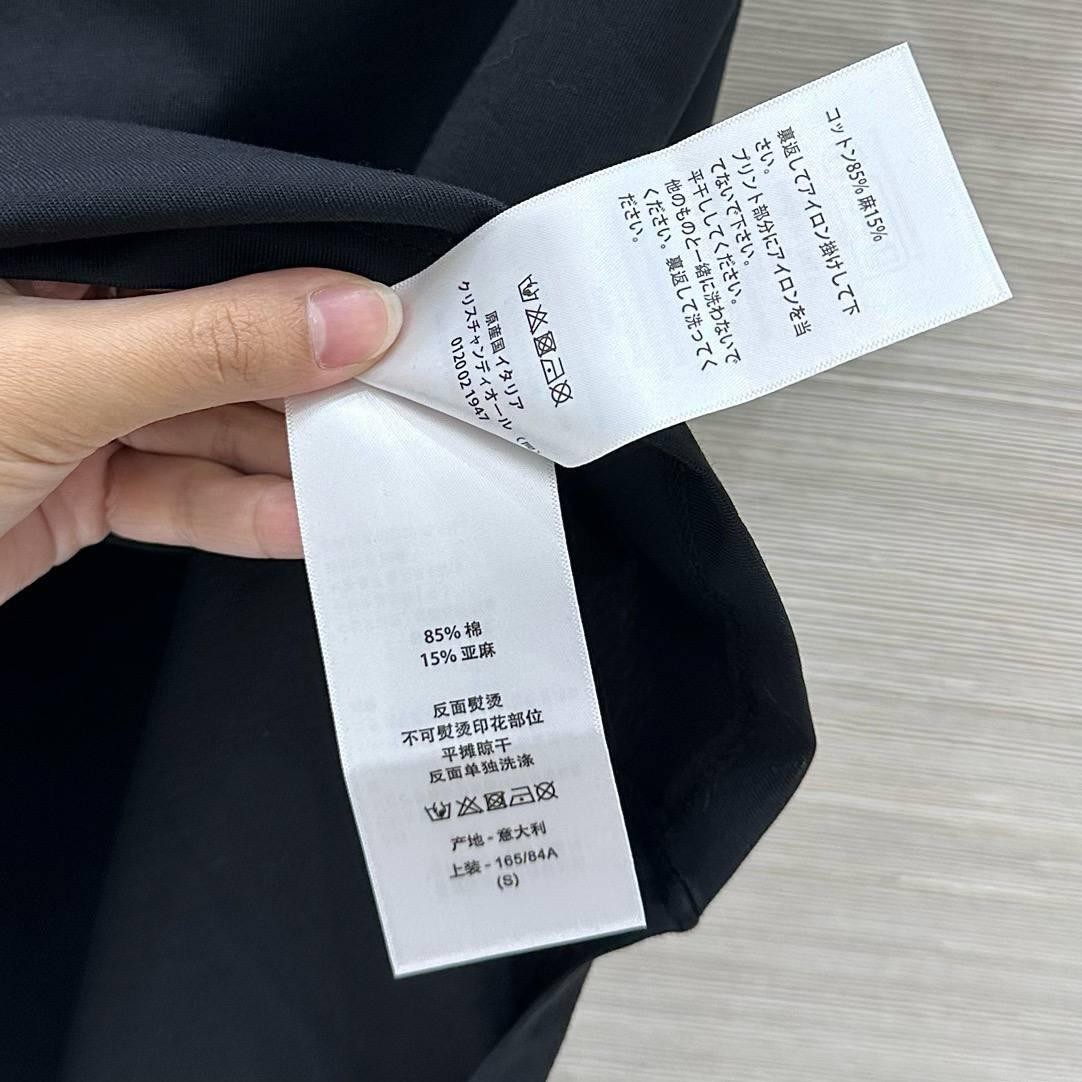 コットン85% 麻15%
裏返してアイロン掛けして下
さい。
プリント部分にアイロンを当
てないで下さい。
平干ししてください。
他のものと一緒に洗わないで
ください。裏返して洗ってく
ださい。
原産国 イタリア
クリスチャンディオール
0120021947
85% 棉
15% 亚麻
反面熨烫
不可熨烫印花部位
平摊晾干
反面单独洗涤
产地 - 意大利
上装 - 165/84A
(S)